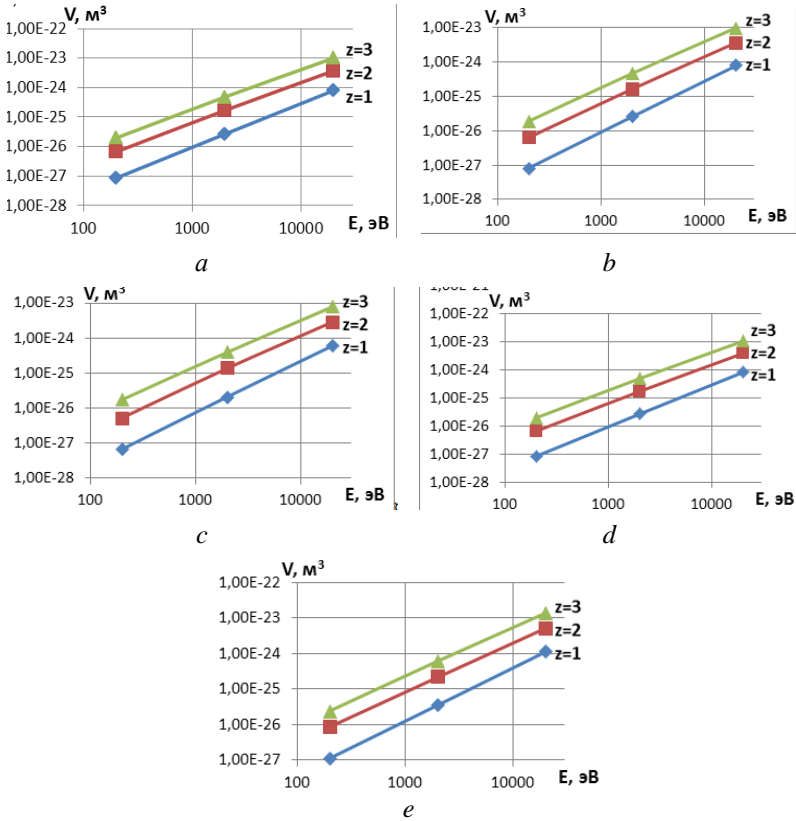 V, м³
1,00E-22
1,00E-23
1,00E-24
1,00E-25
1,00E-26
1,00E-27
1,00E-28
z=3
z=2
z=1
100 1000 10000 E, эВ
a
V, м³
1,00E-23
1,00E-24
1,00E-25
1,00E-26
1,00E-27
1,00E-28
z=3
z=2
z=1
100 1000 10000 E, эВ
b
V, м³
1,00E-23
1,00E-24
1,00E-25
1,00E-26
1,00E-27
1,00E-28
z=3
z=2
z=1
100 1000 10000 E, эВ
c
V, м³
1,00E-22
1,00E-23
1,00E-24
1,00E-25
1,00E-26
1,00E-27
1,00E-28
z=3
z=2
z=1
100 1000 10000 E, эВ
d
V, м³
1,00E-22
1,00E-23
1,00E-24
1,00E-25
1,00E-26
1,00E-27
z=3
z=2
z=1
100 1000 10000 E, эВ
e